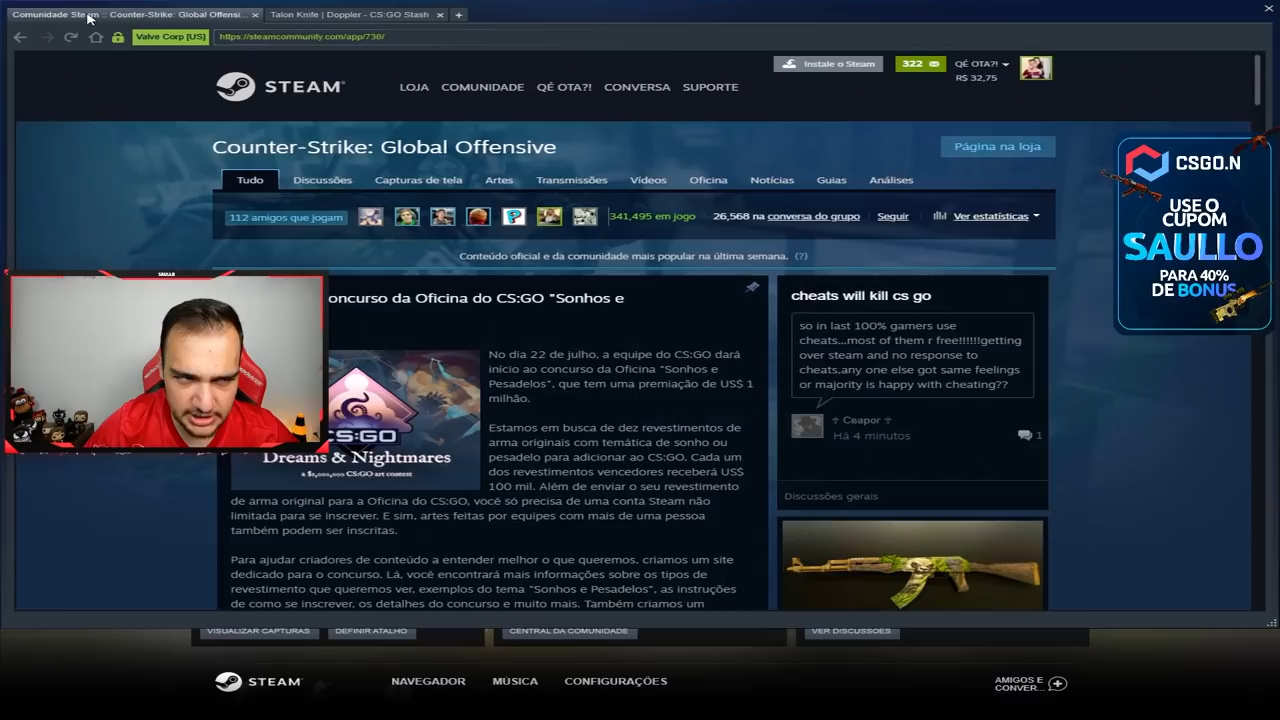 Comunidade Steam :: Counter-Strike: Global Offensi...
Talon Knife | Doppler - CS:GO Stash
Valve Corp [US]
https://steamcommunity.com/app/730/
STEAM
LOJA COMUNIDADE QÉ OTA?! CONVERSA SUPORTE
Instale o Steam
322
QÉ OTA?!
R$ 32,75
Counter-Strike: Global Offensive
Página na loja
Tudo Discussões Capturas de tela Artes Transmissões Vídeos Oficina Notícias Guias Análises
112 amigos que jogam
341,495 em jogo
26,568 na conversa do grupo
Seguir
Ver estatísticas
Conteúdo oficial e da comunidade mais popular na última semana. (?)
SAULLO
oncurso da Oficina do CS:GO "Sonhos e
CS:GO
Dreams & Nightmares
a $1,000,000 CS:GO art contest
No dia 22 de julho, a equipe do CS:GO dará
início ao concurso da Oficina "Sonhos e
Pesadelos", que tem uma premiação de US$ 1
milhão.
Estamos em busca de dez revestimentos de
arma originais com temática de sonho ou
pesadelo para adicionar ao CS:GO. Cada um
dos revestimentos vencedores receberá US$
100 mil. Além de enviar o seu revestimento
de arma original para a Oficina do CS:GO, você só precisa de uma conta Steam não
limitada para se inscrever. E sim, artes feitas por equipes com mais de uma pessoa
também podem ser inscritas.
Para ajudar criadores de conteúdo a entender melhor o que queremos, criamos um site
dedicado para o concurso. Lá, você encontrará mais informações sobre os tipos de
revestimento que queremos ver, exemplos do tema "Sonhos e Pesadelos", as instruções
de como se inscrever, os detalhes do concurso e muito mais. Também criamos um
cheats will kill cs go
so in last 100% gamers use
cheats...most of them r free!!!!!!getting
over steam and no response to
cheats.any one else got same feelings
or majority is happy with cheating??
♰ Сварог ♰
Há 4 minutos
1
Discussões gerais
CSGO.N
USE O
CUPOM
SAULLO
PARA 40%
DE BONUS
VISUALIZAR CAPTURAS
DEFINIR ATALHO
CENTRAL DA COMUNIDADE
VER DISCUSSÕES
STEAM
NAVEGADOR MÚSICA CONFIGURAÇÕES
AMIGOS E
CONVER...